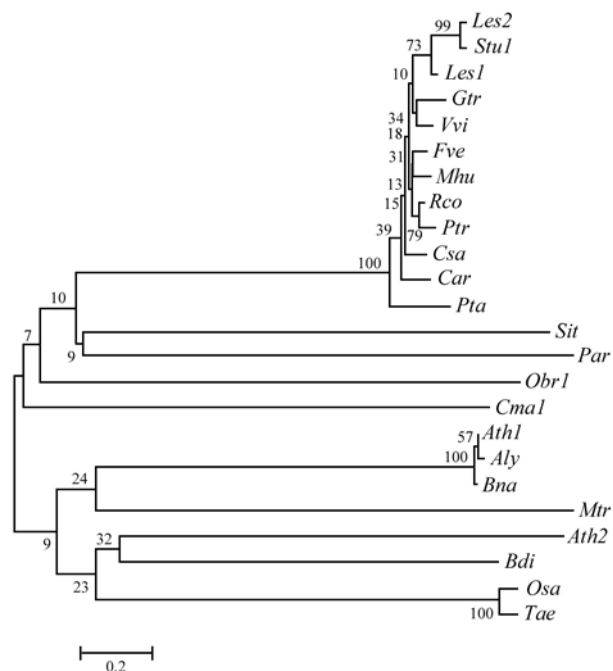 Les2
99
Stu1
73
Les1
10
Gtr
34
Vvi
18
Fve
31
Mhu
13
Rco
15
Ptr
79
39
Csa
100
Car
10
Pta
7
Sit
9
Par
Obr1
Cma1
57
Ath1
100
Aly
24
Bna
Mtr
9
32
Ath2
Bdi
23
Osa
100
Tae
0.2